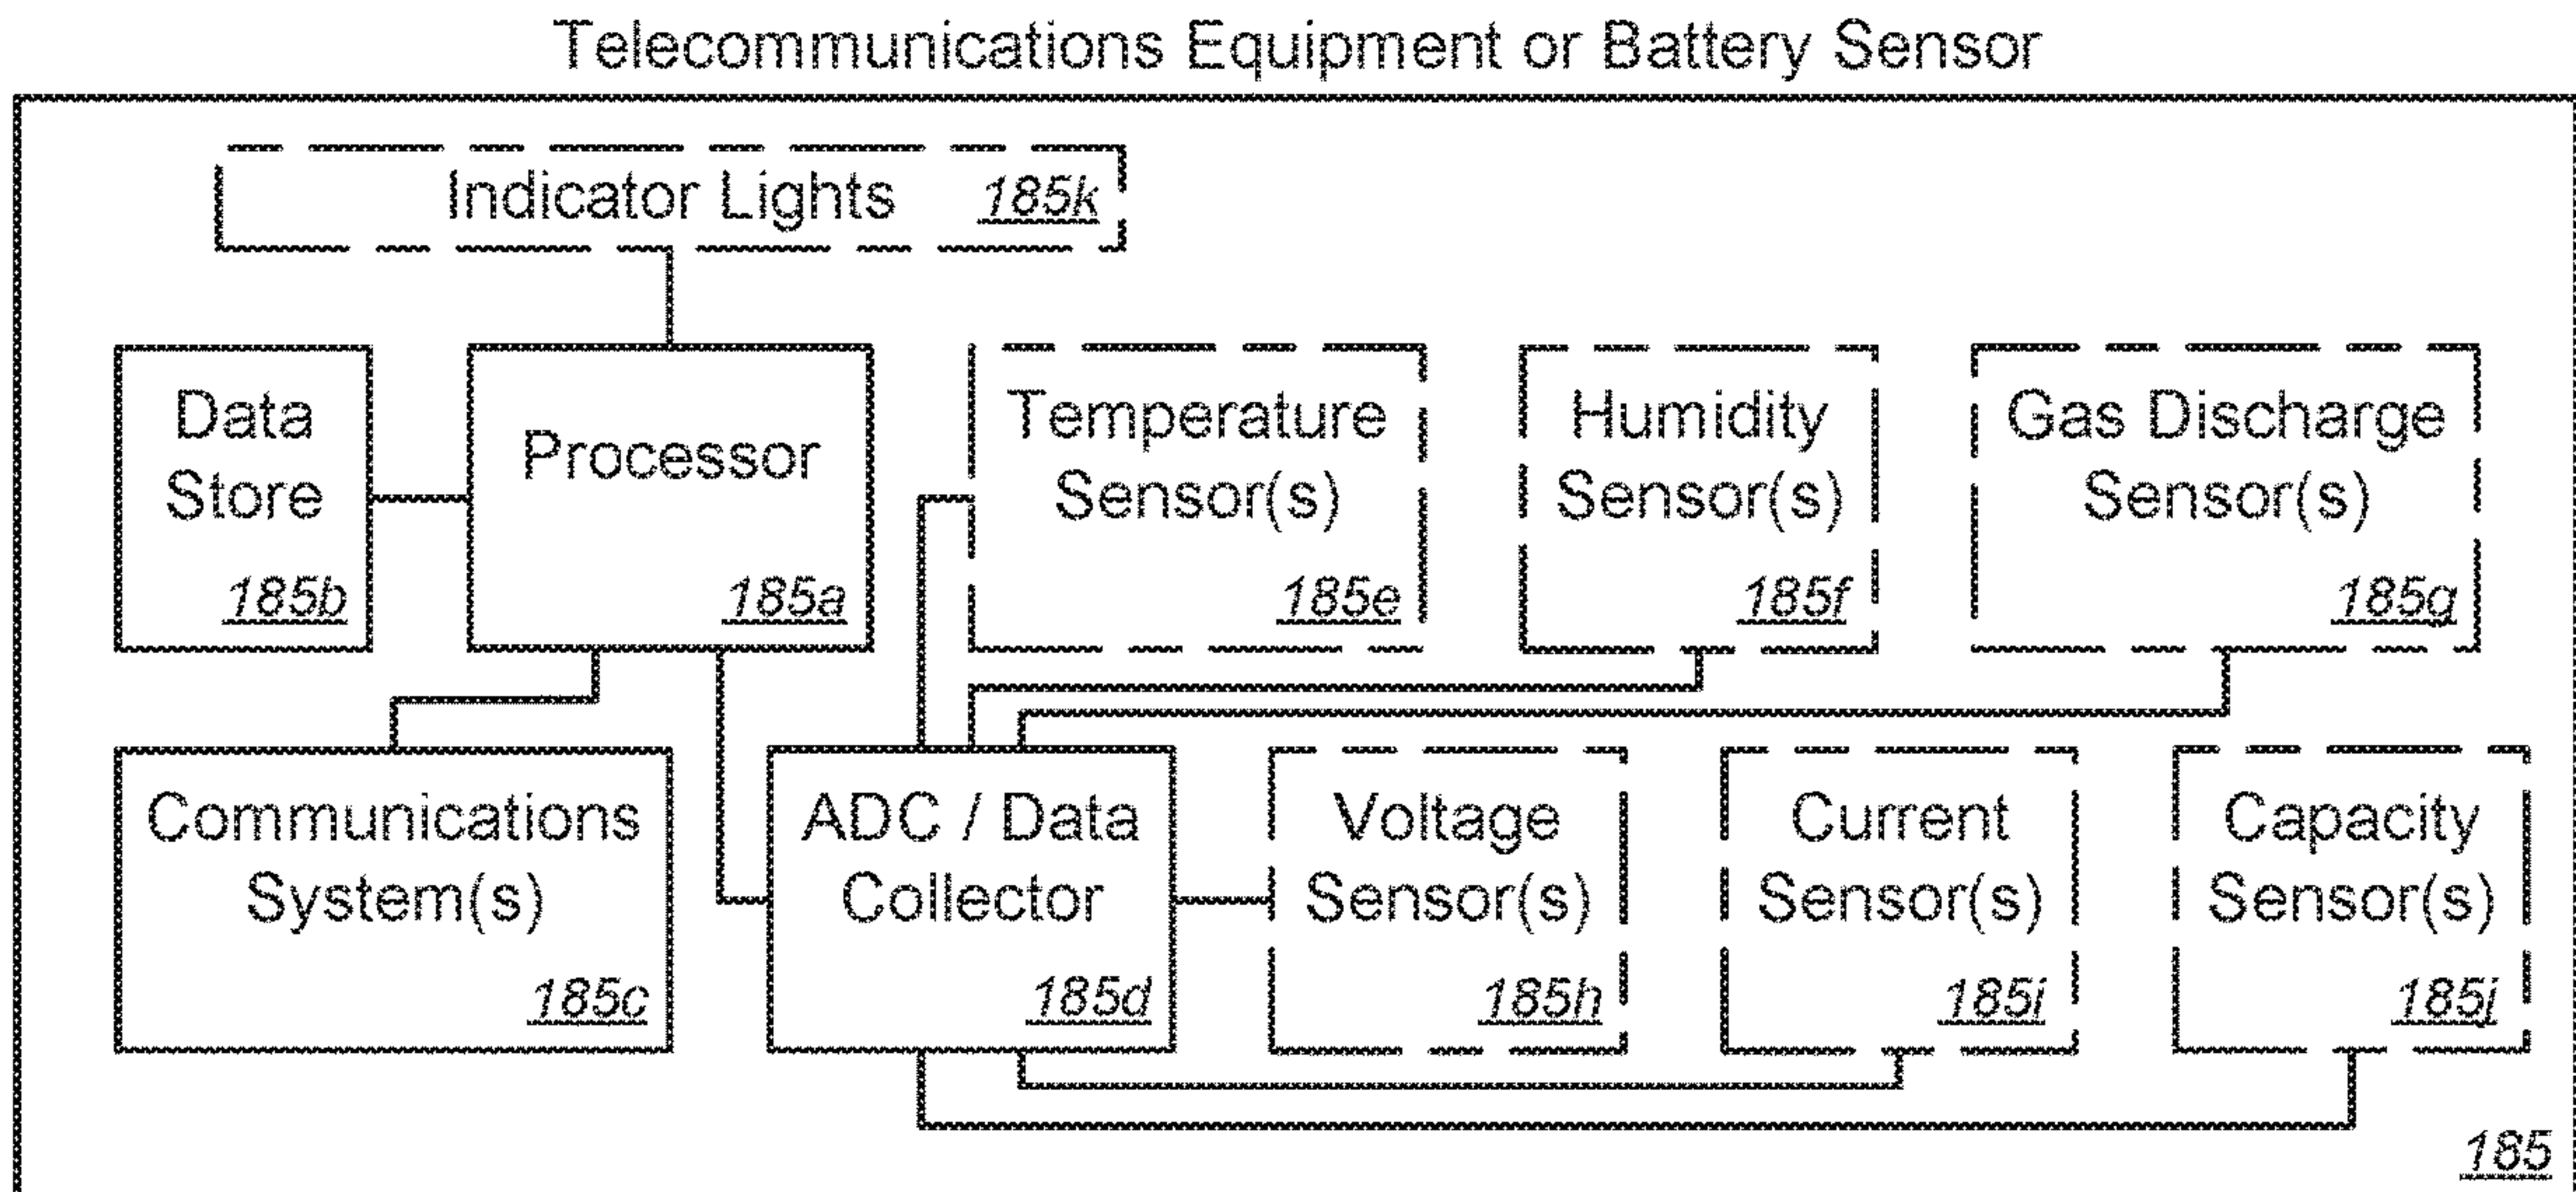 Telecommunications Equipment or Battery Sensor
Indicator Lights 185k
Data
Store
185b
Processor
185a
Temperature
Sensor(s)
185e
Humidity
Sensor(s)
185f
Gas Discharge
Sensor(s)
185g
Communications
System(s)
185c
ADC / Data
Collector
185d
Voltage
Sensor(s)
185h
Current
Sensor(s)
185i
Capacity
Sensor(s)
185j
185